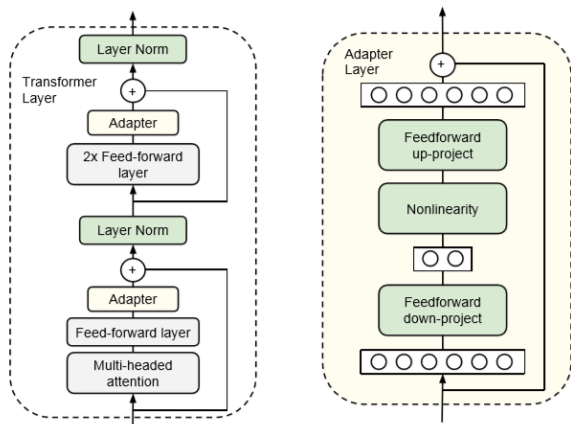 Layer Norm
Transformer
Layer
+
Adapter
2x Feed-forward
layer
Layer Norm
+
Adapter
Feed-forward layer
Multi-headed
attention
Adapter
Layer
+
Feedforward
up-project
Nonlinearity
Feedforward
down-project